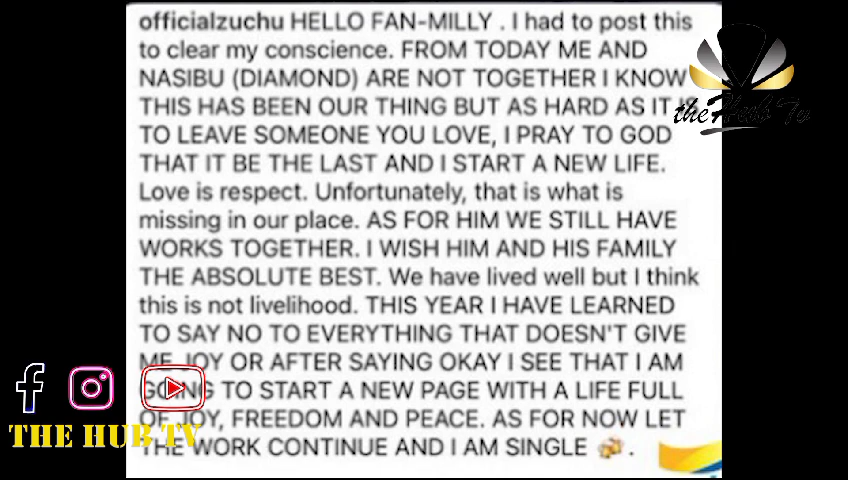 officialzuchu HELLO FAN-MILLY . I had to post this
to clear my conscience. FROM TODAY ME AND
NASIBU (DIAMOND) ARE NOT TOGETHER I KNOW
THIS HAS BEEN OUR THING BUT AS HARD AS IT
TO LEAVE SOMEONE YOU LOVE, I PRAY TO GOD
THAT IT BE THE LAST AND I START A NEW LIFE.
Love is respect. Unfortunately, that is what is
missing in our place. AS FOR HIM WE STILL HAVE
WORKS TOGETHER. I WISH HIM AND HIS FAMILY
THE ABSOLUTE BEST. We have lived well but I think
this is not livelihood. THIS YEAR I HAVE LEARNED
TO SAY NO TO EVERYTHING THAT DOESN'T GIVE
ME JOY OR AFTER SAYING OKAY I SEE THAT I AM
GOING TO START A NEW PAGE WITH A LIFE FULL
OF JOY, FREEDOM AND PEACE. AS FOR NOW LET
THE WORK CONTINUE AND I AM SINGLE 🎊.
theHub Tv
THE HUB TV